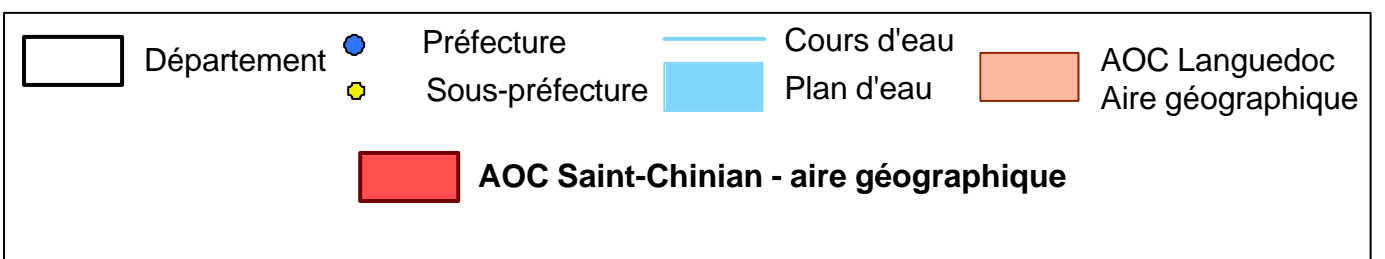 Département
Préfecture
Sous-préfecture
Cours d'eau
Plan d'eau
AOC Languedoc
Aire géographique
AOC Saint-Chinian - aire géographique